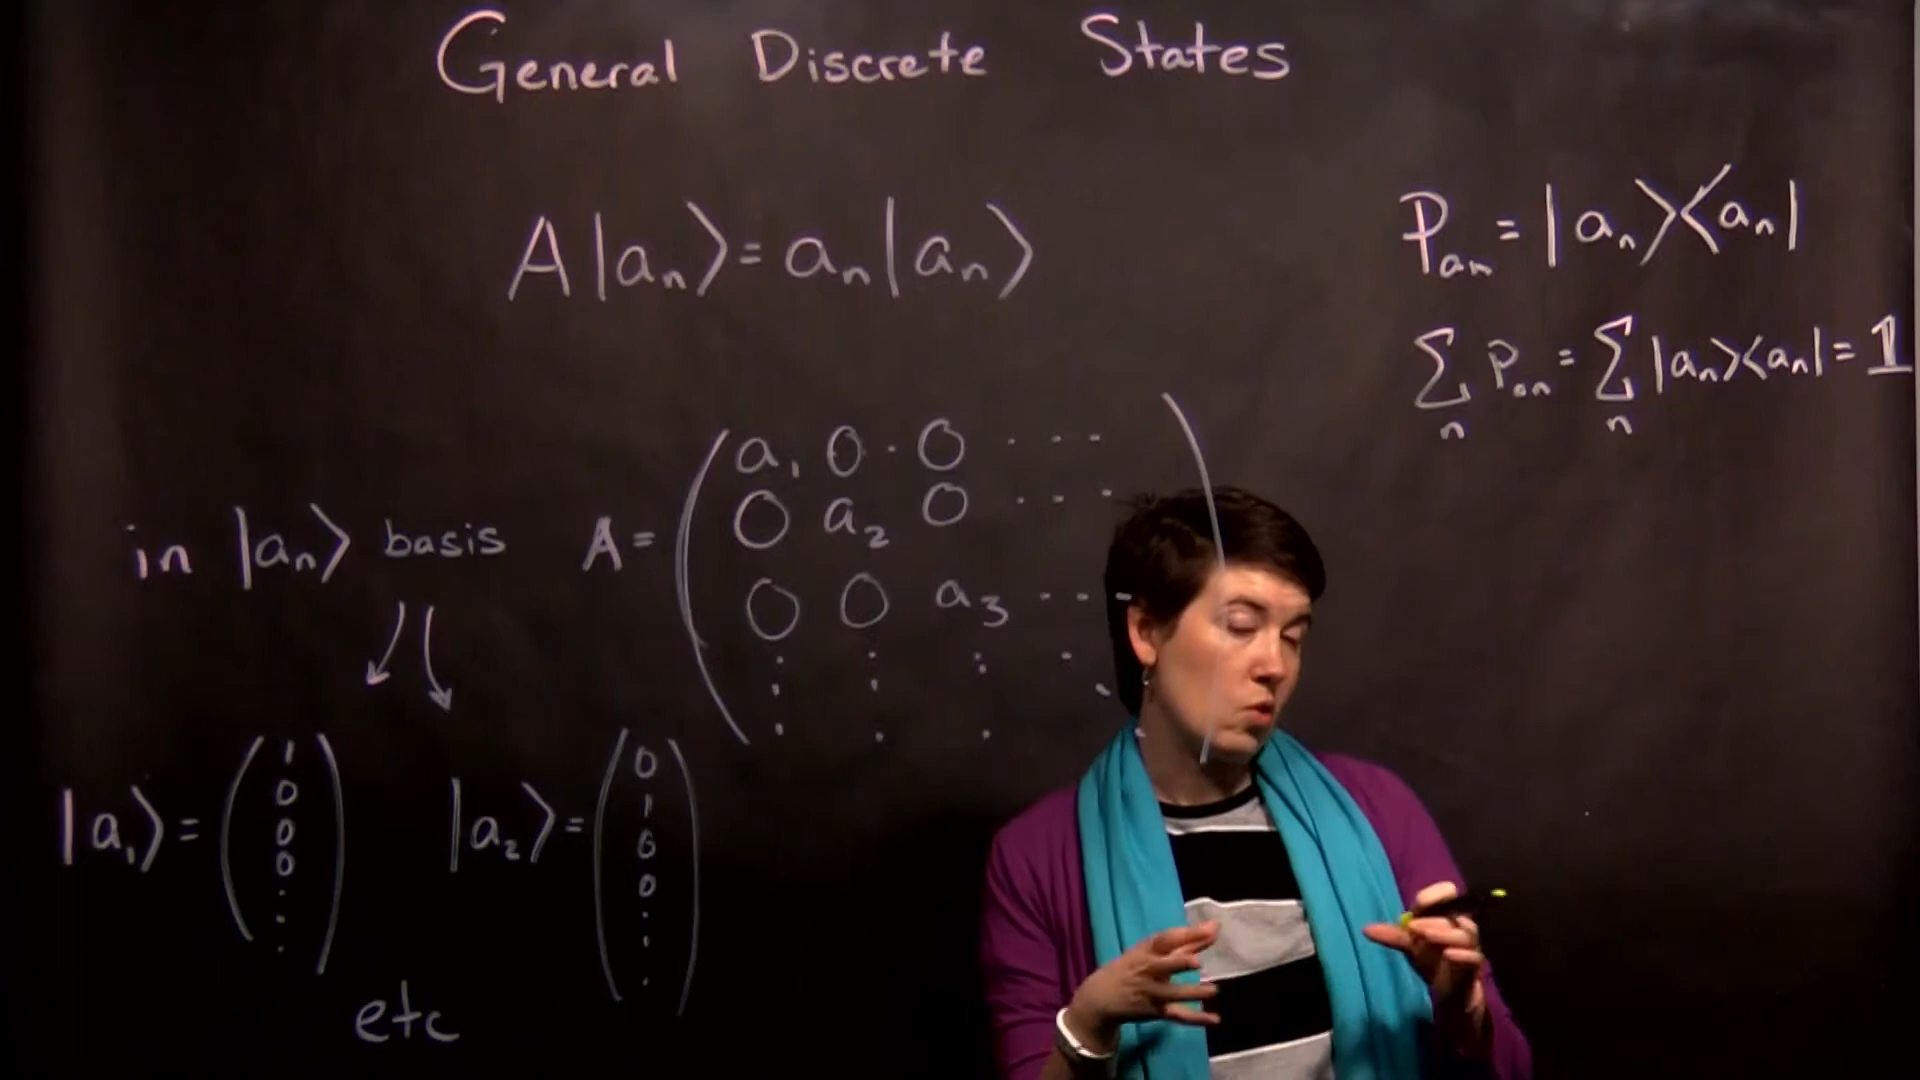 General Discrete States
A|aₙ⟩ = aₙ|aₙ⟩
Pₐₙ = |aₙ⟩⟨aₙ|
∑ₙ Pₐₙ = ∑ₙ |aₙ⟩⟨aₙ| = 𝟙
in |aₙ⟩ basis A =
a₁ 0 · 0 · · ·
0 a₂ 0 · · ·
0 0 a₃ · · ·
|a₁⟩ = (1 0 0 0 · · ·) |a₂⟩ = (0 1 0 0 · · ·)
etc